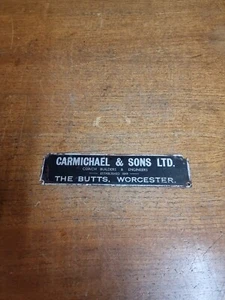 CARMICHAEL & SONS LTD.
COACH BUILDERS & ENGINEERS
THE BUTTS, WORCESTER.